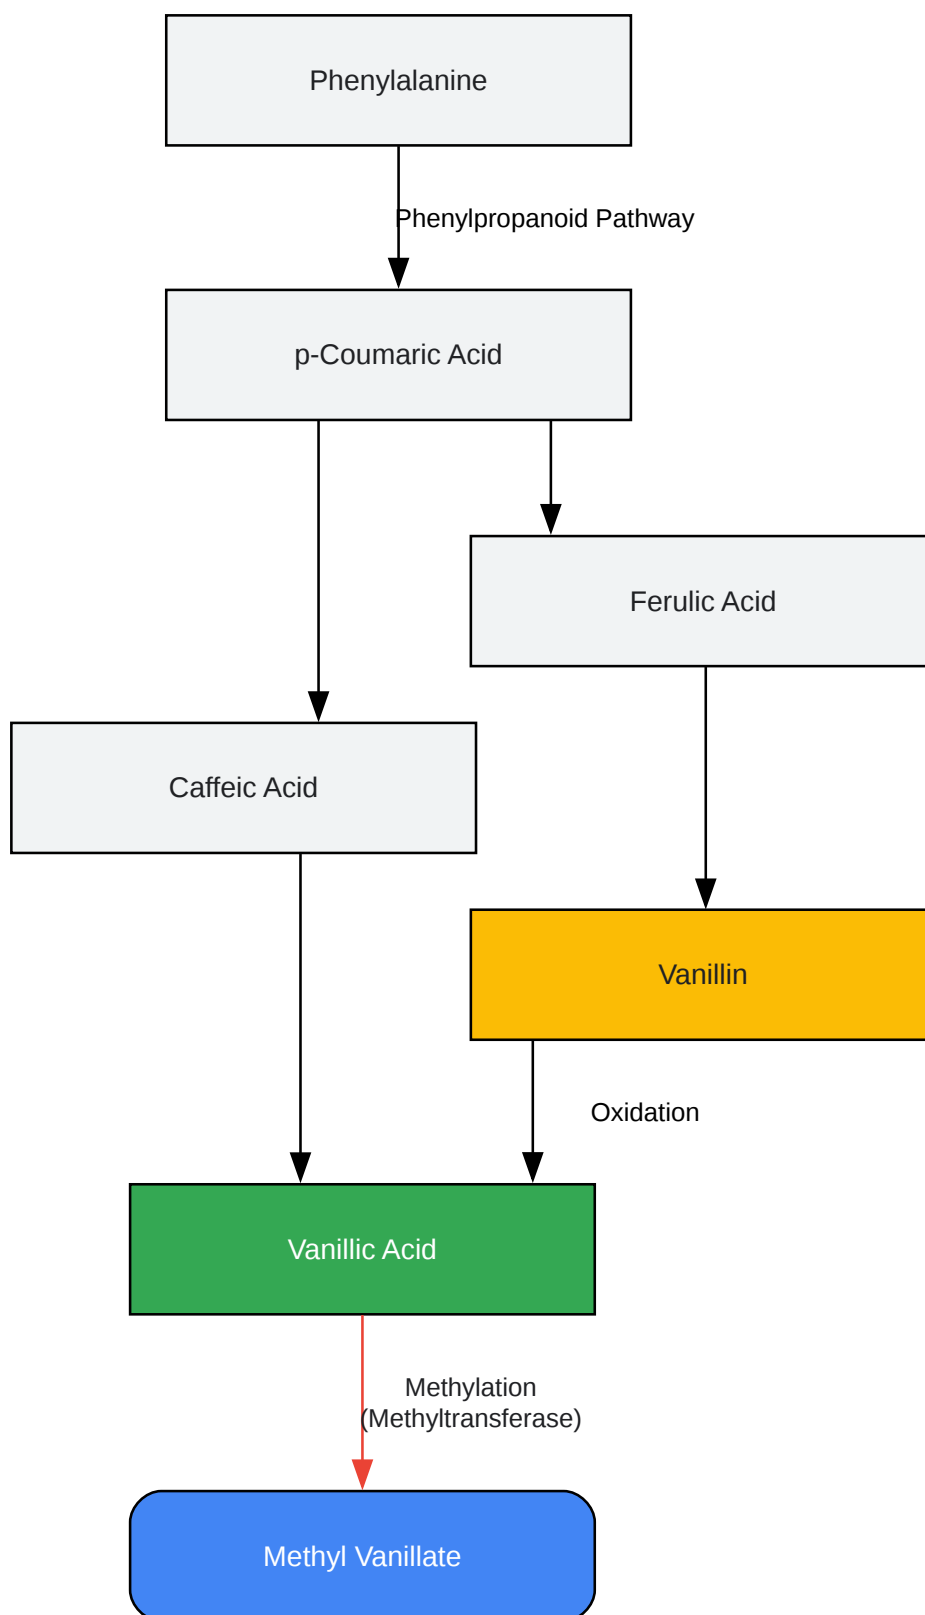 Phenylalanine
Phenylpropanoid Pathway
p-Coumaric Acid
Ferulic Acid
Caffeic Acid
Vanillin
Oxidation
Vanillic Acid
Methylation
(Methyltransferase)
Methyl Vanillate